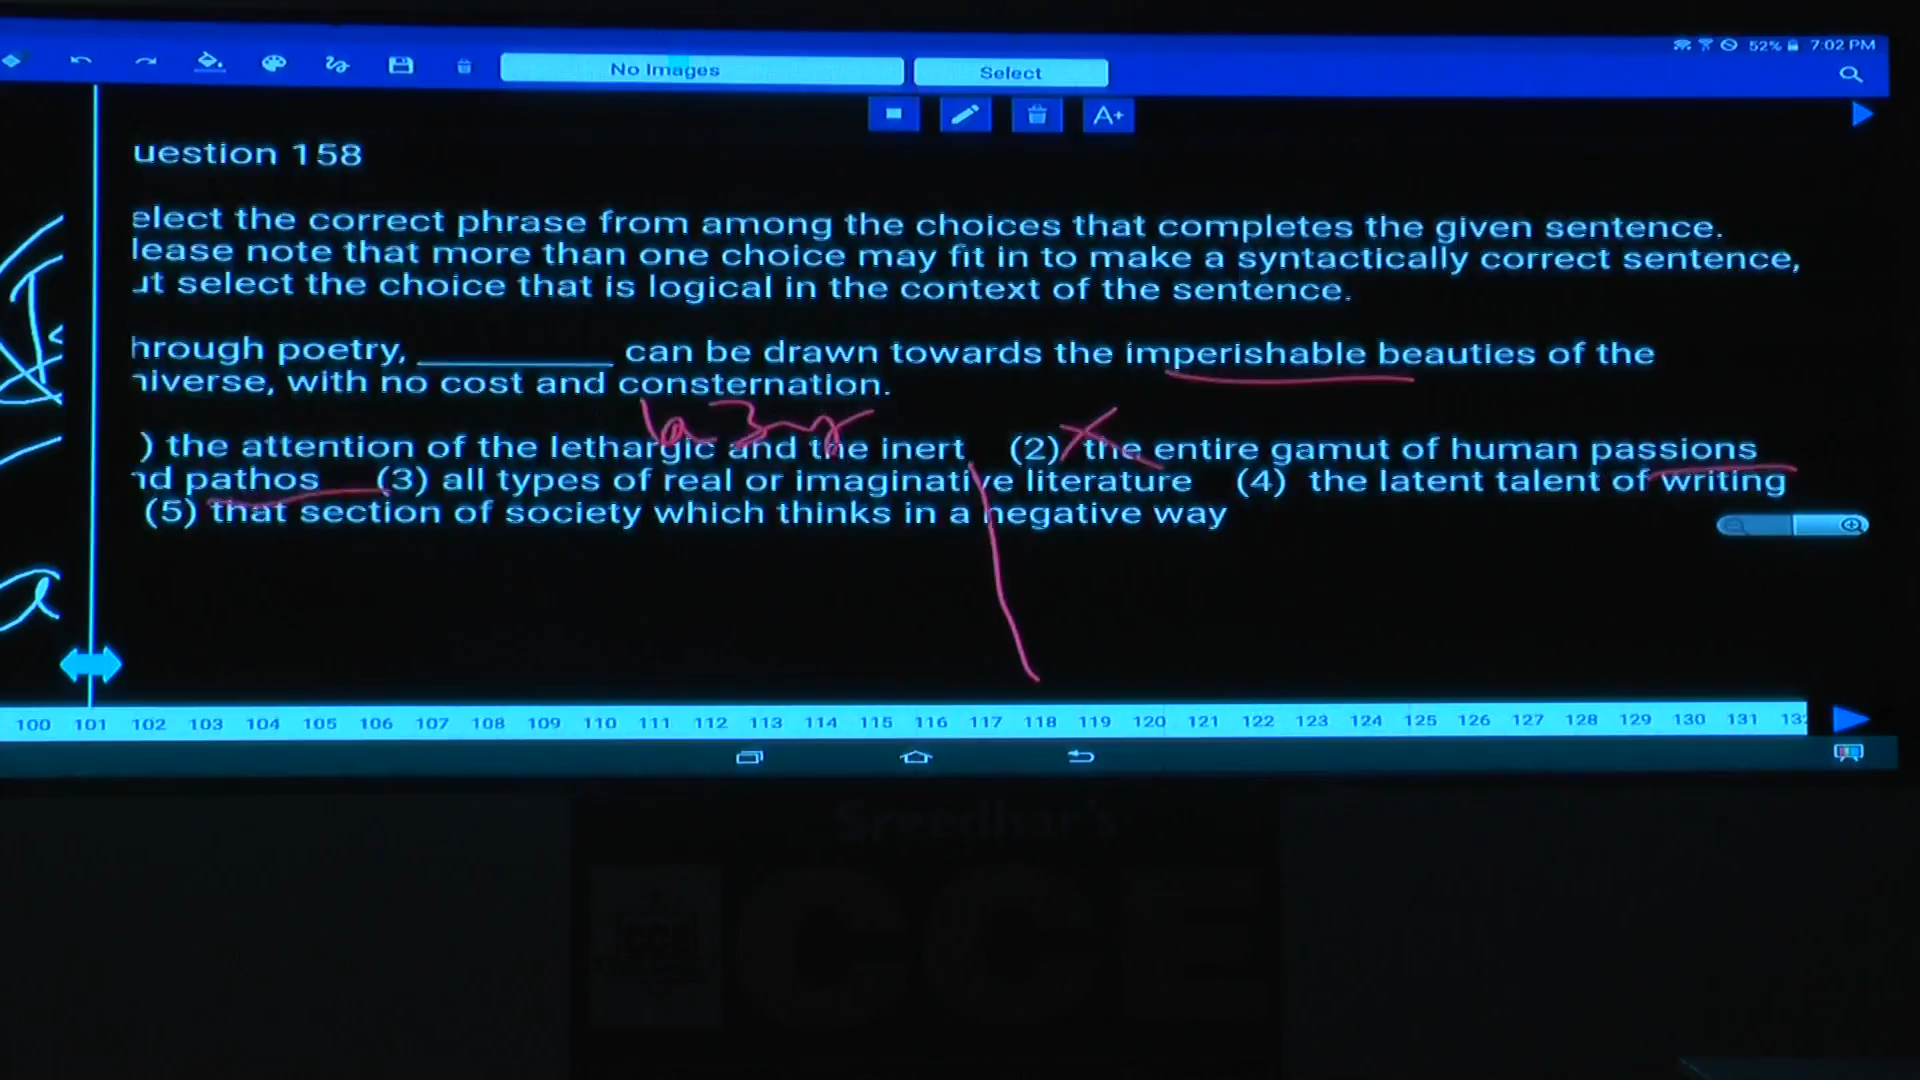 52% 7:02 PM
No Images Select
A+
uestion 158
elect the correct phrase from among the choices that completes the given sentence.
lease note that more than one choice may fit in to make a syntactically correct sentence,
ut select the choice that is logical in the context of the sentence.
hrough poetry, __________ can be drawn towards the imperishable beauties of the
niverse, with no cost and consternation.
lazy
) the attention of the lethargic and the inert (2) the entire gamut of human passions
nd pathos (3) all types of real or imaginative literature (4) the latent talent of writing
(5) that section of society which thinks in a negative way
100 101 102 103 104 105 106 107 108 109 110 111 112 113 114 115 116 117 118 119 120 121 122 123 124 125 126 127 128 129 130 131 132
Sreedhar's
CCE